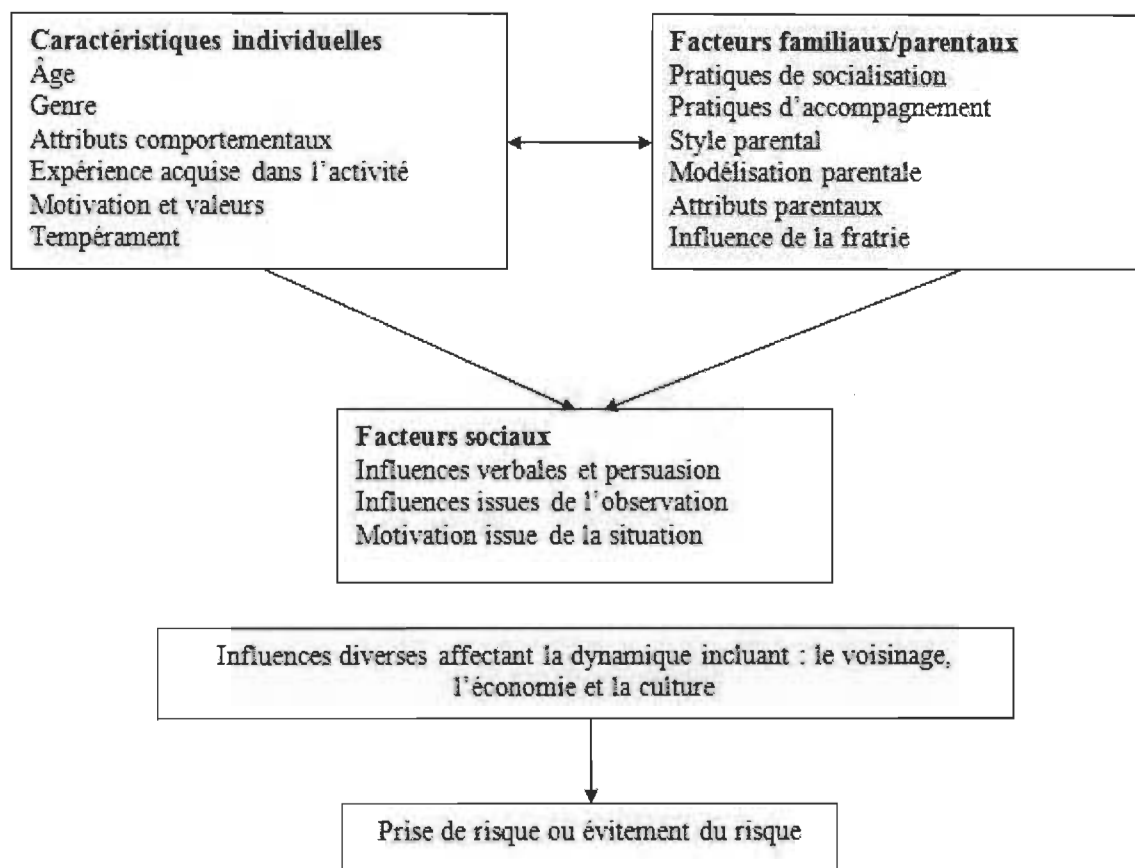 Caractéristiques individuelles
Âge
Genre
Attributs comportementaux
Expérience acquise dans l'activité
Motivation et valeurs
Tempérament
Facteurs familiaux/parentaux
Pratiques de socialisation
Pratiques d'accompagnement
Style parental
Modélisation parentale
Attributs parentaux
Influence de la fratrie
Facteurs sociaux
Influences verbales et persuasion
Influences issues de l'observation
Motivation issue de la situation
Influences diverses affectant la dynamique incluant : le voisinage,
l'économie et la culture
Prise de risque ou évitement du risque